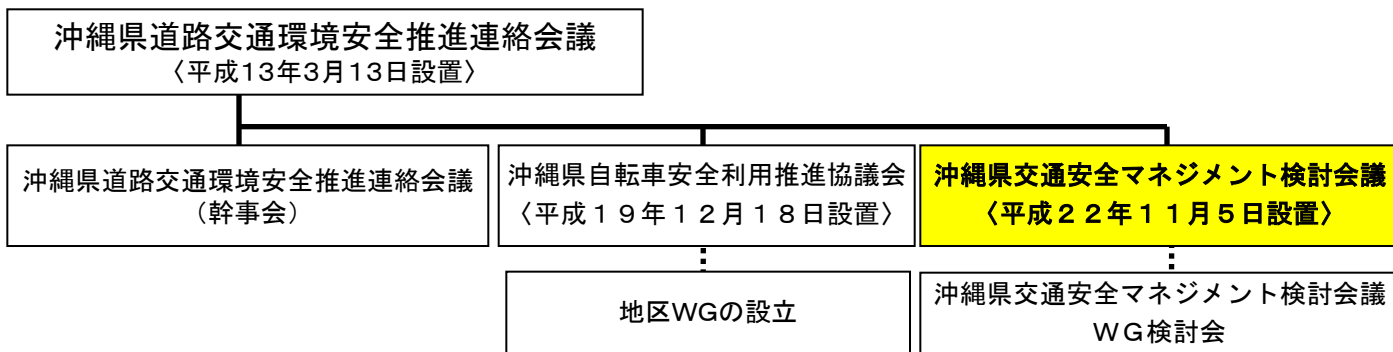 沖縄県道路交通環境安全推進連絡会議
〈平成13年3月13日設置〉
沖縄県道路交通環境安全推進連絡会議
（幹事会）
沖縄県自転車安全利用推進協議会
〈平成１９年１２月１８日設置〉
沖縄県交通安全マネジメント検討会議
〈平成２２年１１月５日設置〉
地区WGの設立
沖縄県交通安全マネジメント検討会議
ＷＧ検討会